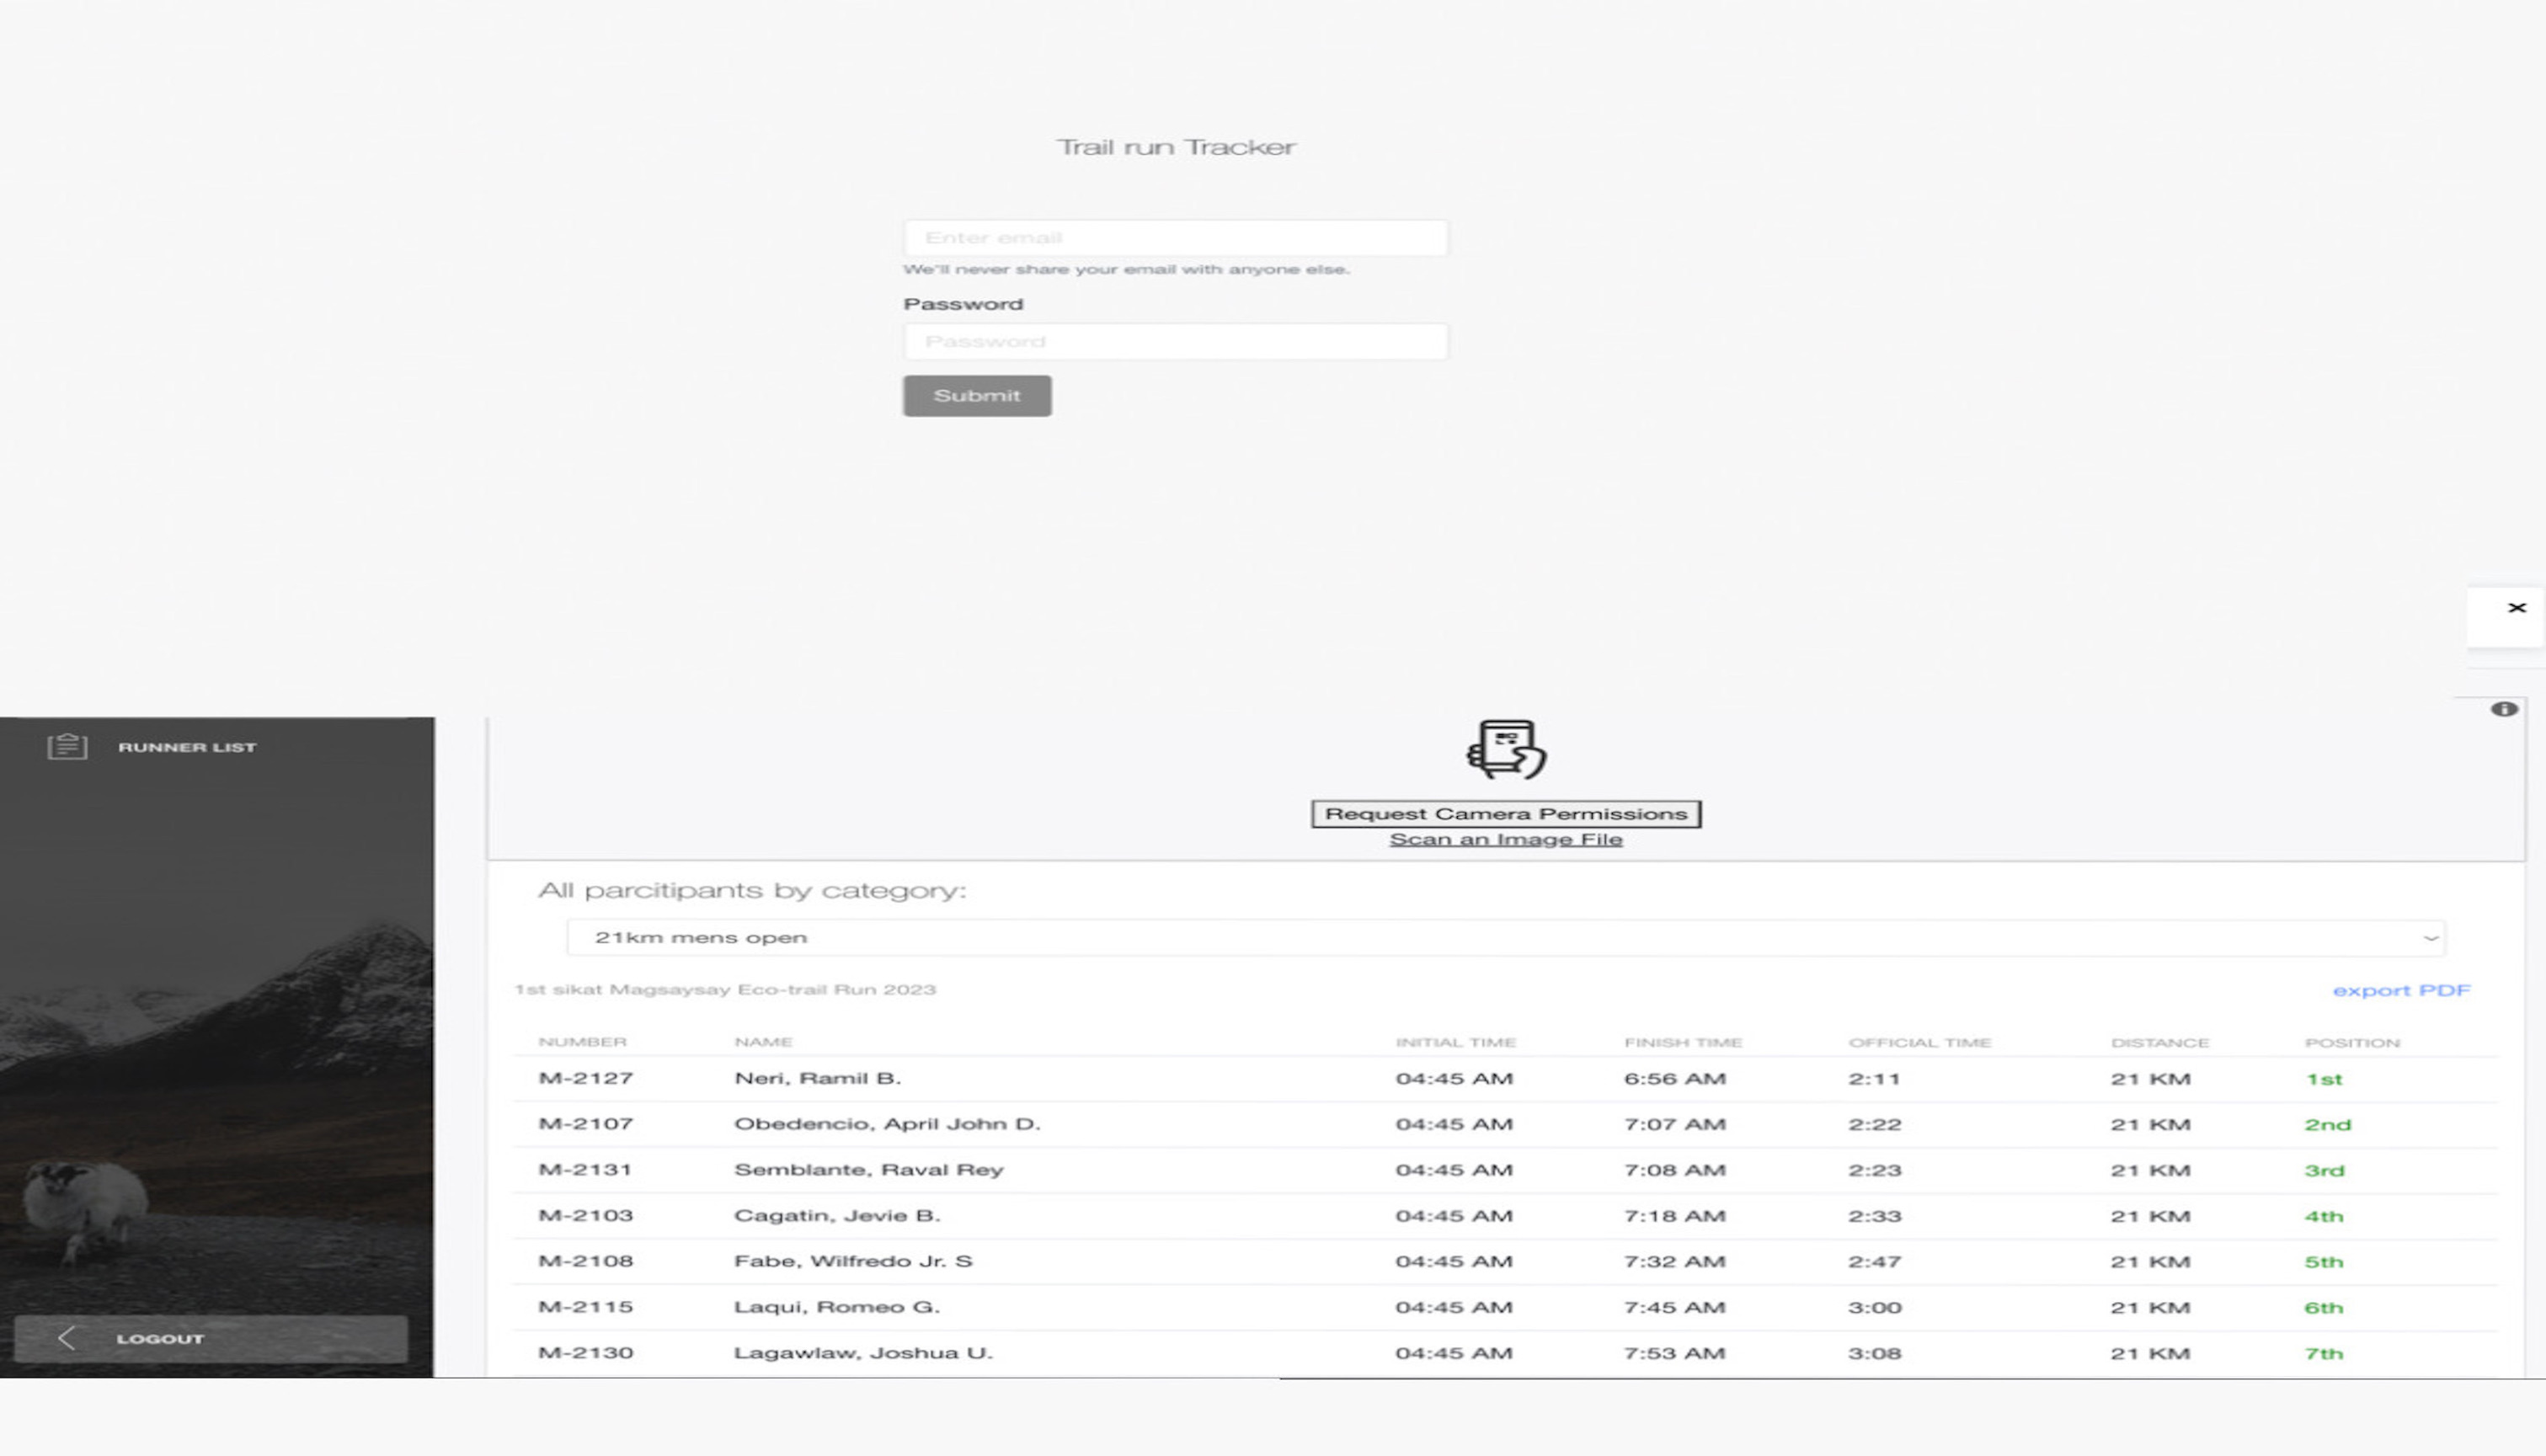 Trail run Tracker
Enter email
We'll never share your email with anyone else.
Password
Password
Submit
×
RUNNER LIST
Request Camera Permissions
Scan an Image File
All parcitipants by category:
21km mens open
1st sikat Magsaysay Eco-trail Run 2023 export PDF
NUMBER NAME INITIAL TIME FINISH TIME OFFICIAL TIME DISTANCE POSITION
M-2127 Neri, Ramil B. 04:45 AM 6:56 AM 2:11 21 KM 1st
M-2107 Obedencio, April John D. 04:45 AM 7:07 AM 2:22 21 KM 2nd
M-2131 Semblante, Raval Rey 04:45 AM 7:08 AM 2:23 21 KM 3rd
M-2103 Cagatin, Jevie B. 04:45 AM 7:18 AM 2:33 21 KM 4th
M-2108 Fabe, Wilfredo Jr. S 04:45 AM 7:32 AM 2:47 21 KM 5th
M-2115 Laqui, Romeo G. 04:45 AM 7:45 AM 3:00 21 KM 6th
M-2130 Lagawlaw, Joshua U. 04:45 AM 7:53 AM 3:08 21 KM 7th
LOGOUT